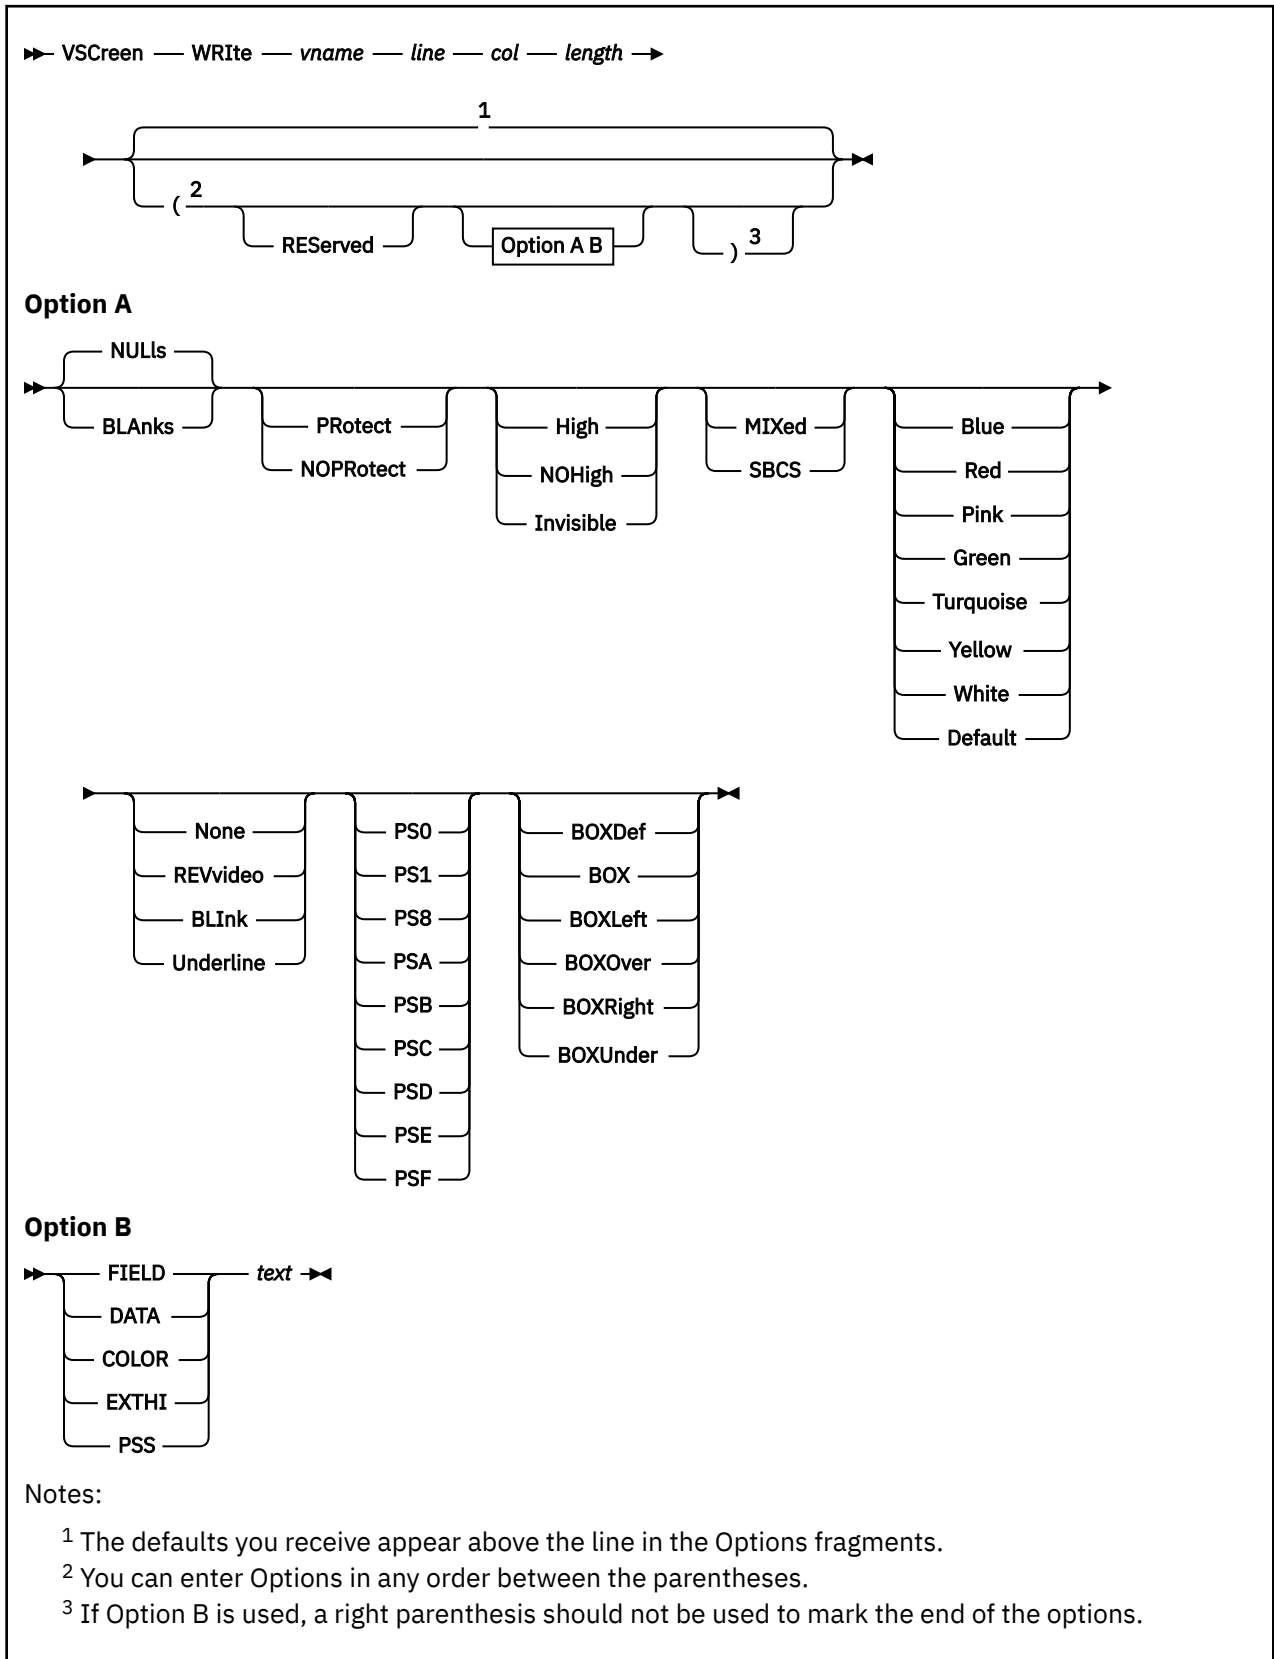 VSCreen WRIte vname line col length
1
( 2
REServed Option A B ) 3
Option A
NULls
BLAnks PRotect High MIXed Blue
NOPRotect NOHigh SBCS Red
Invisible Pink
Green
Turquoise
Yellow
White
Default
None PS0 BOXDef
REVvideo PS1 BOX
BLInk PS8 BOXLeft
Underline PSA BOXOver
PSB BOXRight
PSC BOXUnder
PSD
PSE
PSF
Option B
FIELD text
DATA
COLOR
EXTHI
PSS
Notes:
1 The defaults you receive appear above the line in the Options fragments.
2 You can enter Options in any order between the parentheses.
3 If Option B is used, a right parenthesis should not be used to mark the end of the options.